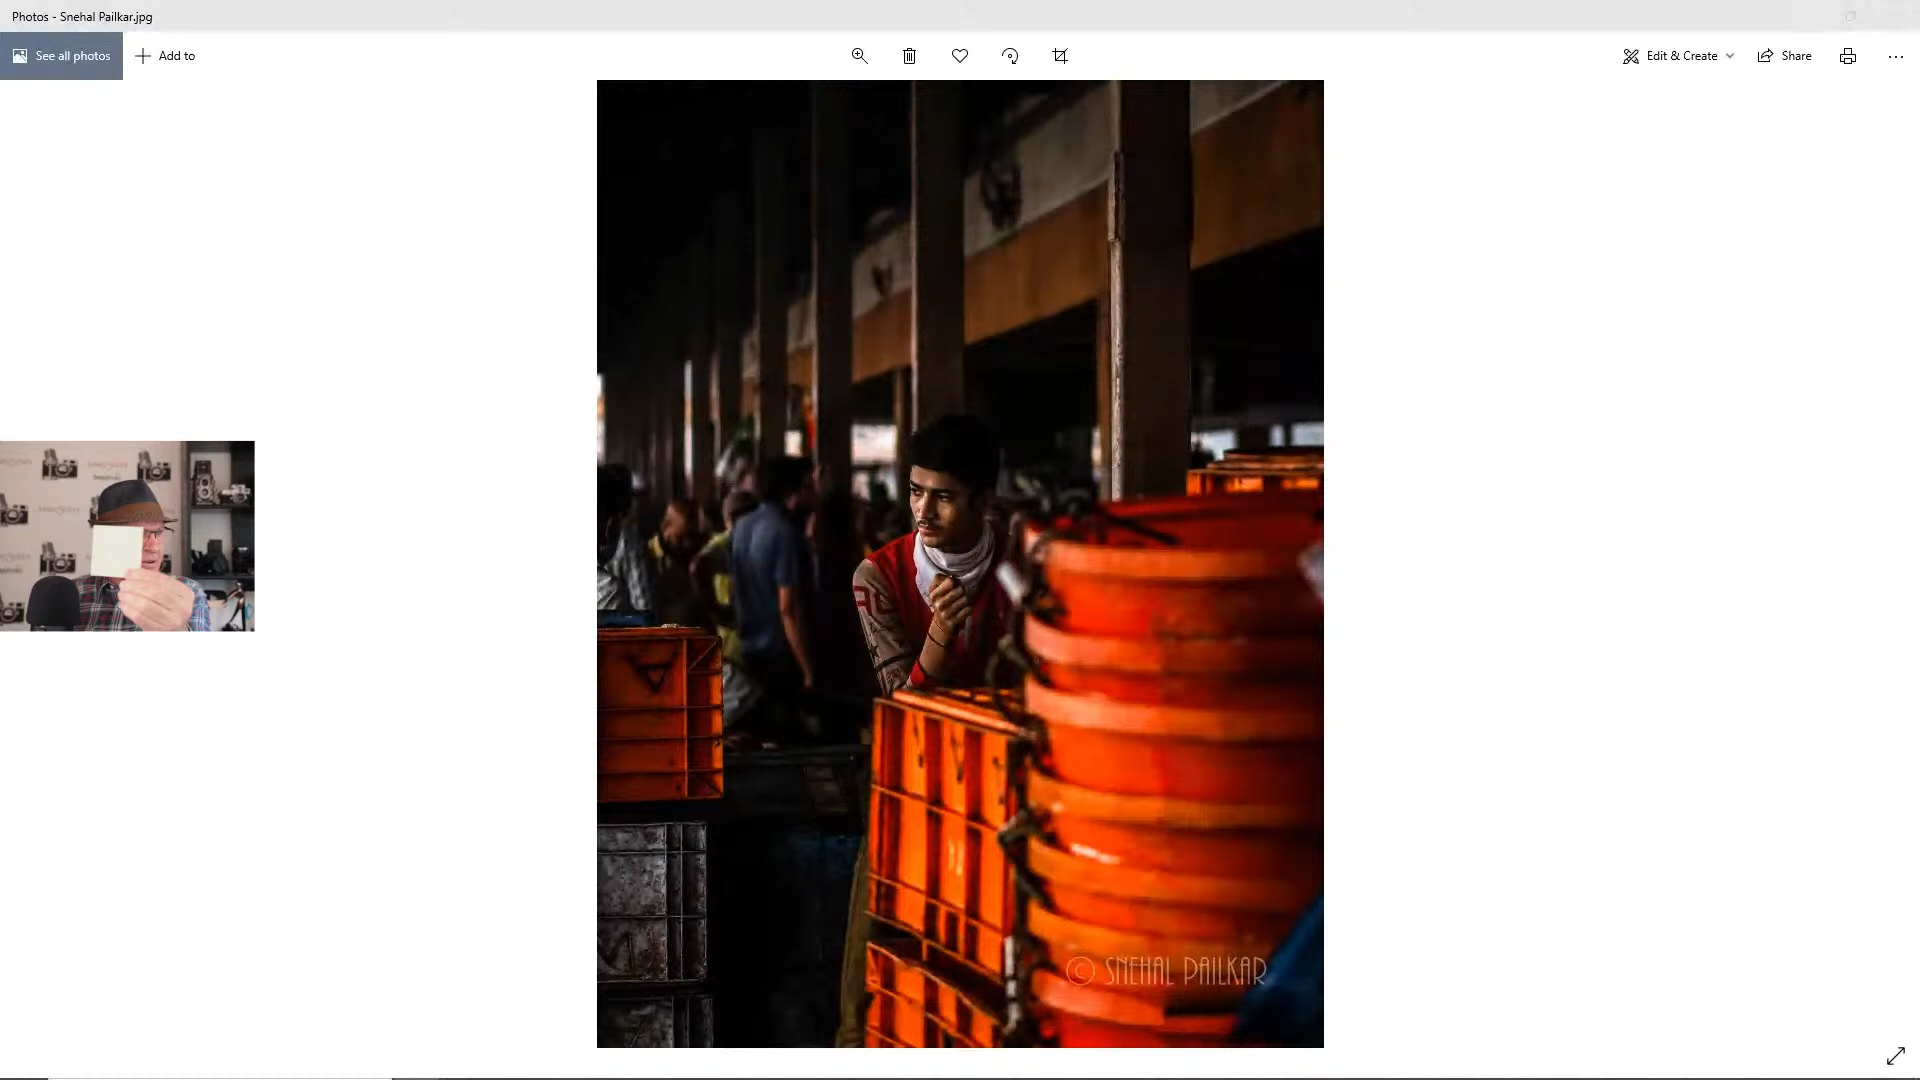 Photos - Snehal Pailkar.jpg
See all photos
Add to
Edit & Create
Share
© SNEHAL PAILKAR